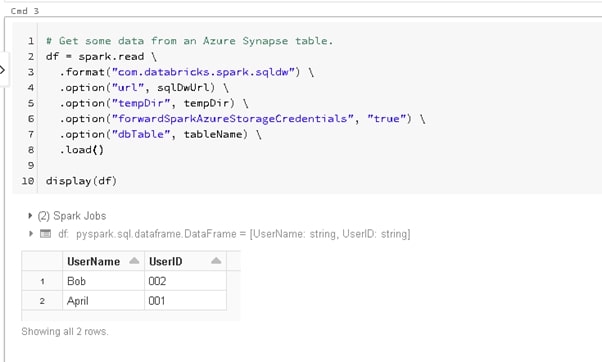 Cmd 3
1 # Get some data from an Azure Synapse table.
2 df = spark.read \
3 .format("com.databricks.spark.sqldw") \
4 .option("url", sqlDwUrl) \
5 .option("tempDir", tempDir) \
6 .option("forwardSparkAzureStorageCredentials", "true") \
7 .option("dbTable", tableName) \
8 .load()
9
10 display(df)
(2) Spark Jobs
df: pyspark.sql.dataframe.DataFrame = [UserName: string, UserID: string]
UserName UserID
1 Bob 002
2 April 001
Showing all 2 rows.